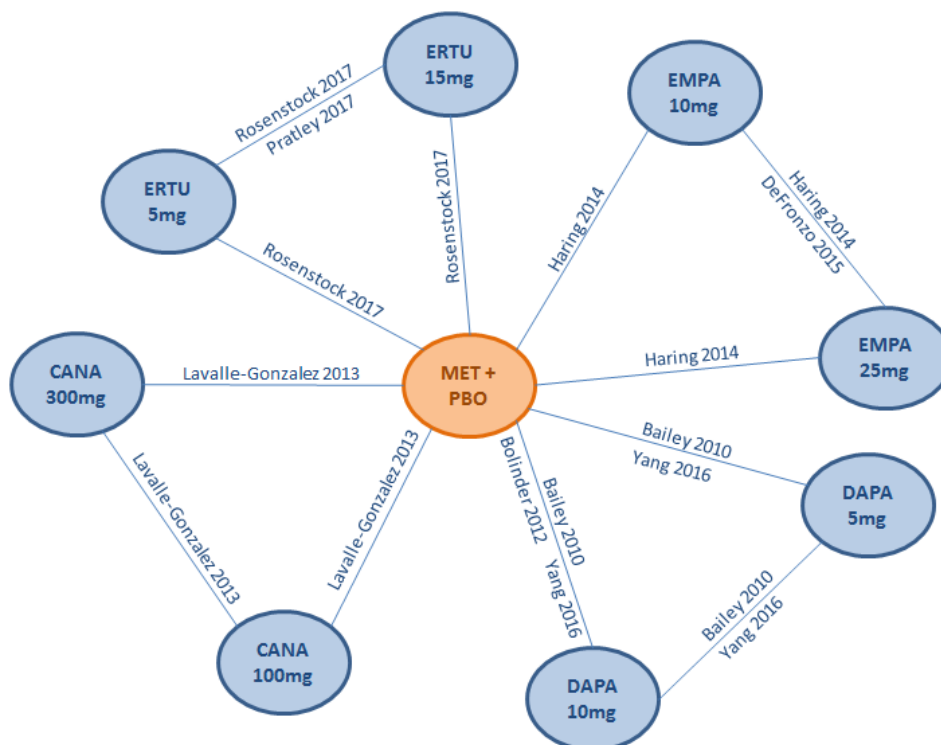 ERTU
15mg
EMPA
10mg
Rosenstock 2017
Pratley 2017
ERTU
5mg
Rosenstock 2017
Haring 2014
Haring 2014
DeFronzo 2015
Rosenstock 2017
CANA
300mg
Lavalle-Gonzalez 2013
MET +
PBO
Haring 2014
EMPA
25mg
Lavalle-Gonzalez 2013
Lavalle-Gonzalez 2013
Bolinder 2012
Bailey 2010
Yang 2016
Bailey 2010
Yang 2016
DAPA
5mg
Bailey 2010
Yang 2016
CANA
100mg
DAPA
10mg